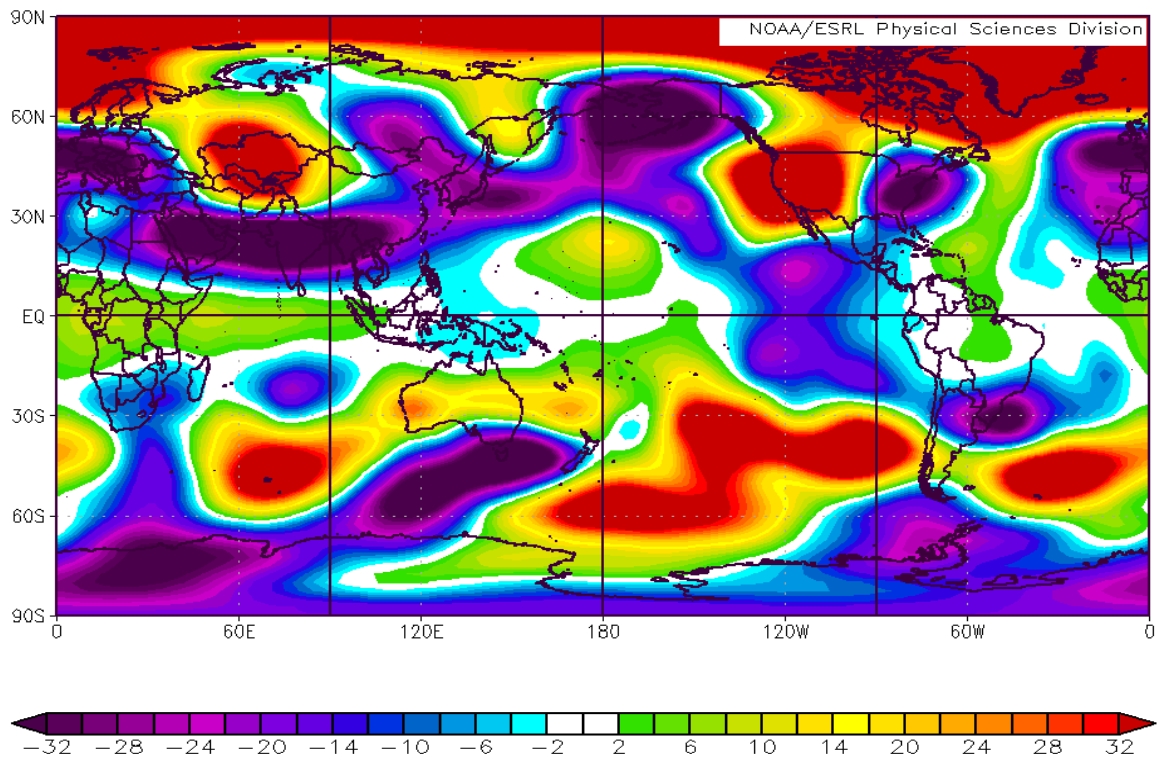 90N
NOAA/ESRL Physical Sciences Division
60N
30N
EQ
30S
60S
90S
0 60E 120E 180 120W 60W 0
−32 −28 −24 −20 −14 −10 −6 −2 2 6 10 14 20 24 28 32